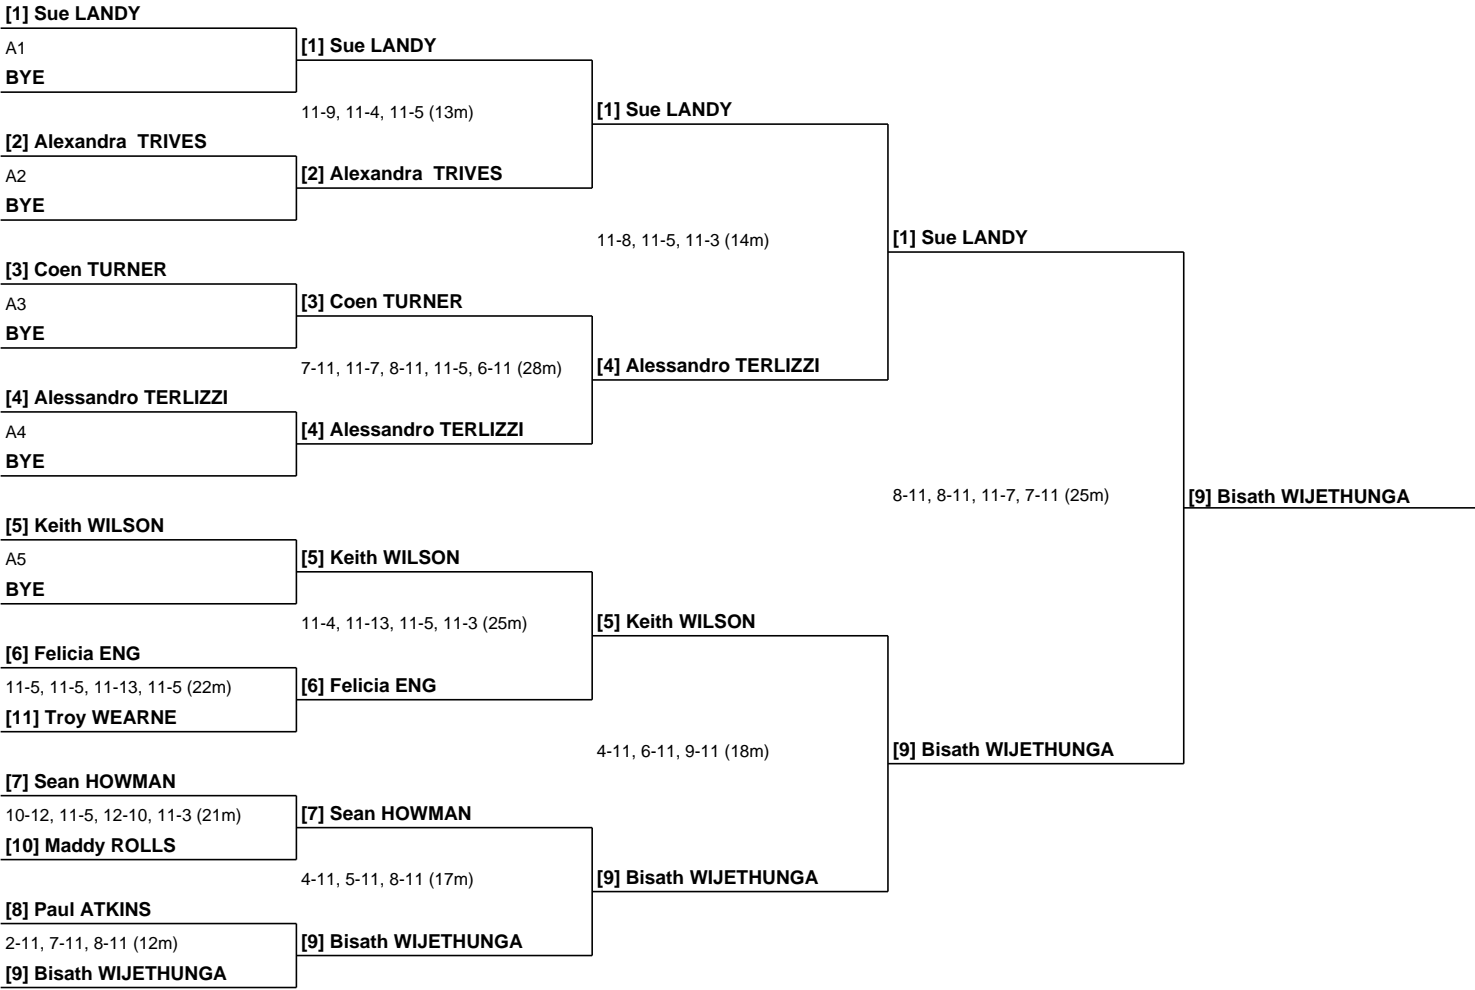 [1] Sue LANDY
A1
BYE
[2] Alexandra  TRIVES
A2
BYE
[3] Coen TURNER
A3
BYE
[4] Alessandro TERLIZZI
A4
BYE
[5] Keith WILSON
A5
BYE
[6] Felicia ENG
11-5, 11-5, 11-13, 11-5 (22m)
[11] Troy WEARNE
[7] Sean HOWMAN
10-12, 11-5, 12-10, 11-3 (21m)
[10] Maddy ROLLS
[8] Paul ATKINS
2-11, 7-11, 8-11 (12m)
[9] Bisath WIJETHUNGA
[1] Sue LANDY
11-9, 11-4, 11-5 (13m)
[2] Alexandra  TRIVES
[3] Coen TURNER
7-11, 11-7, 8-11, 11-5, 6-11 (28m)
[4] Alessandro TERLIZZI
[5] Keith WILSON
11-4, 11-13, 11-5, 11-3 (25m)
[6] Felicia ENG
[7] Sean HOWMAN
4-11, 5-11, 8-11 (17m)
[9] Bisath WIJETHUNGA
[1] Sue LANDY
11-8, 11-5, 11-3 (14m)
[4] Alessandro TERLIZZI
[5] Keith WILSON
4-11, 6-11, 9-11 (18m)
[9] Bisath WIJETHUNGA
[1] Sue LANDY
8-11, 8-11, 11-7, 7-11 (25m)
[9] Bisath WIJETHUNGA
[9] Bisath WIJETHUNGA